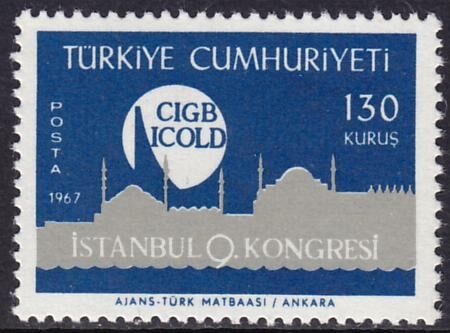 TÜRKİYE CUMHURİYETİ
CIGB
ICOLD
130
KURUŞ
POSTA
1967
İSTANBUL 9. KONGRESİ
AJANS-TÜRK MATBAASI / ANKARA